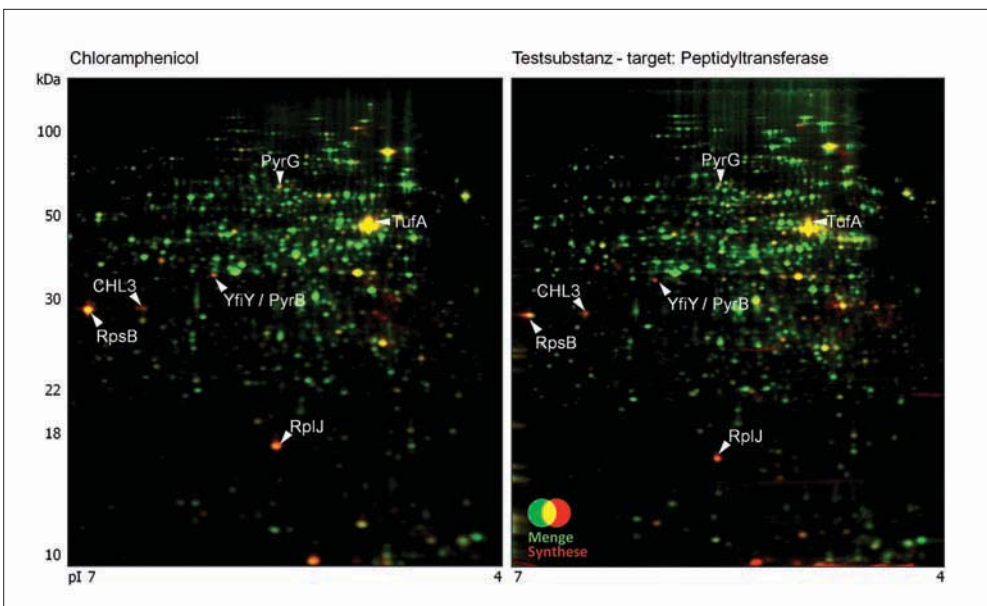 Chloramphenicol
Testsubstanz - target: Peptidyltransferase
kDa
100
50
30
22
18
10
PyrG
TufA
CHL3
YfiY / PyrB
RpsB
RplJ
pI 7
4
PyrG
TufA
CHL3
YfiY / PyrB
RpsB
RplJ
Menge
Synthese
7
4